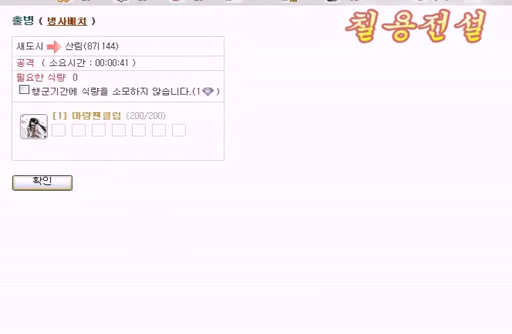 출병 ( 병사배치 )
칠용전설
새도시 산림(87|144)
공격 ( 소요시간 : 00:00:41 )
필요한 식량 0
행군기간에 식량을 소모하지 않습니다.(1 )
[1] 마랑팬클럽 (200/200)
확인